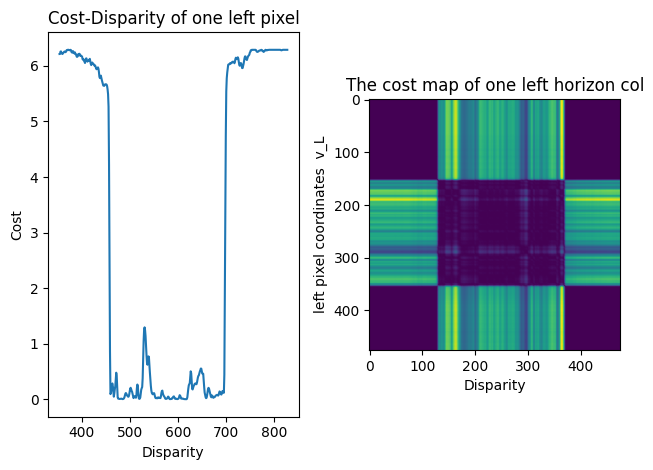 Cost-Disparity of one left pixel
Cost
6
5
4
3
2
1
0
400 500 600 700 800
Disparity
The cost map of one left horizon col
left pixel coordinates v_L
0
100
200
300
400
0 100 200 300 400
Disparity